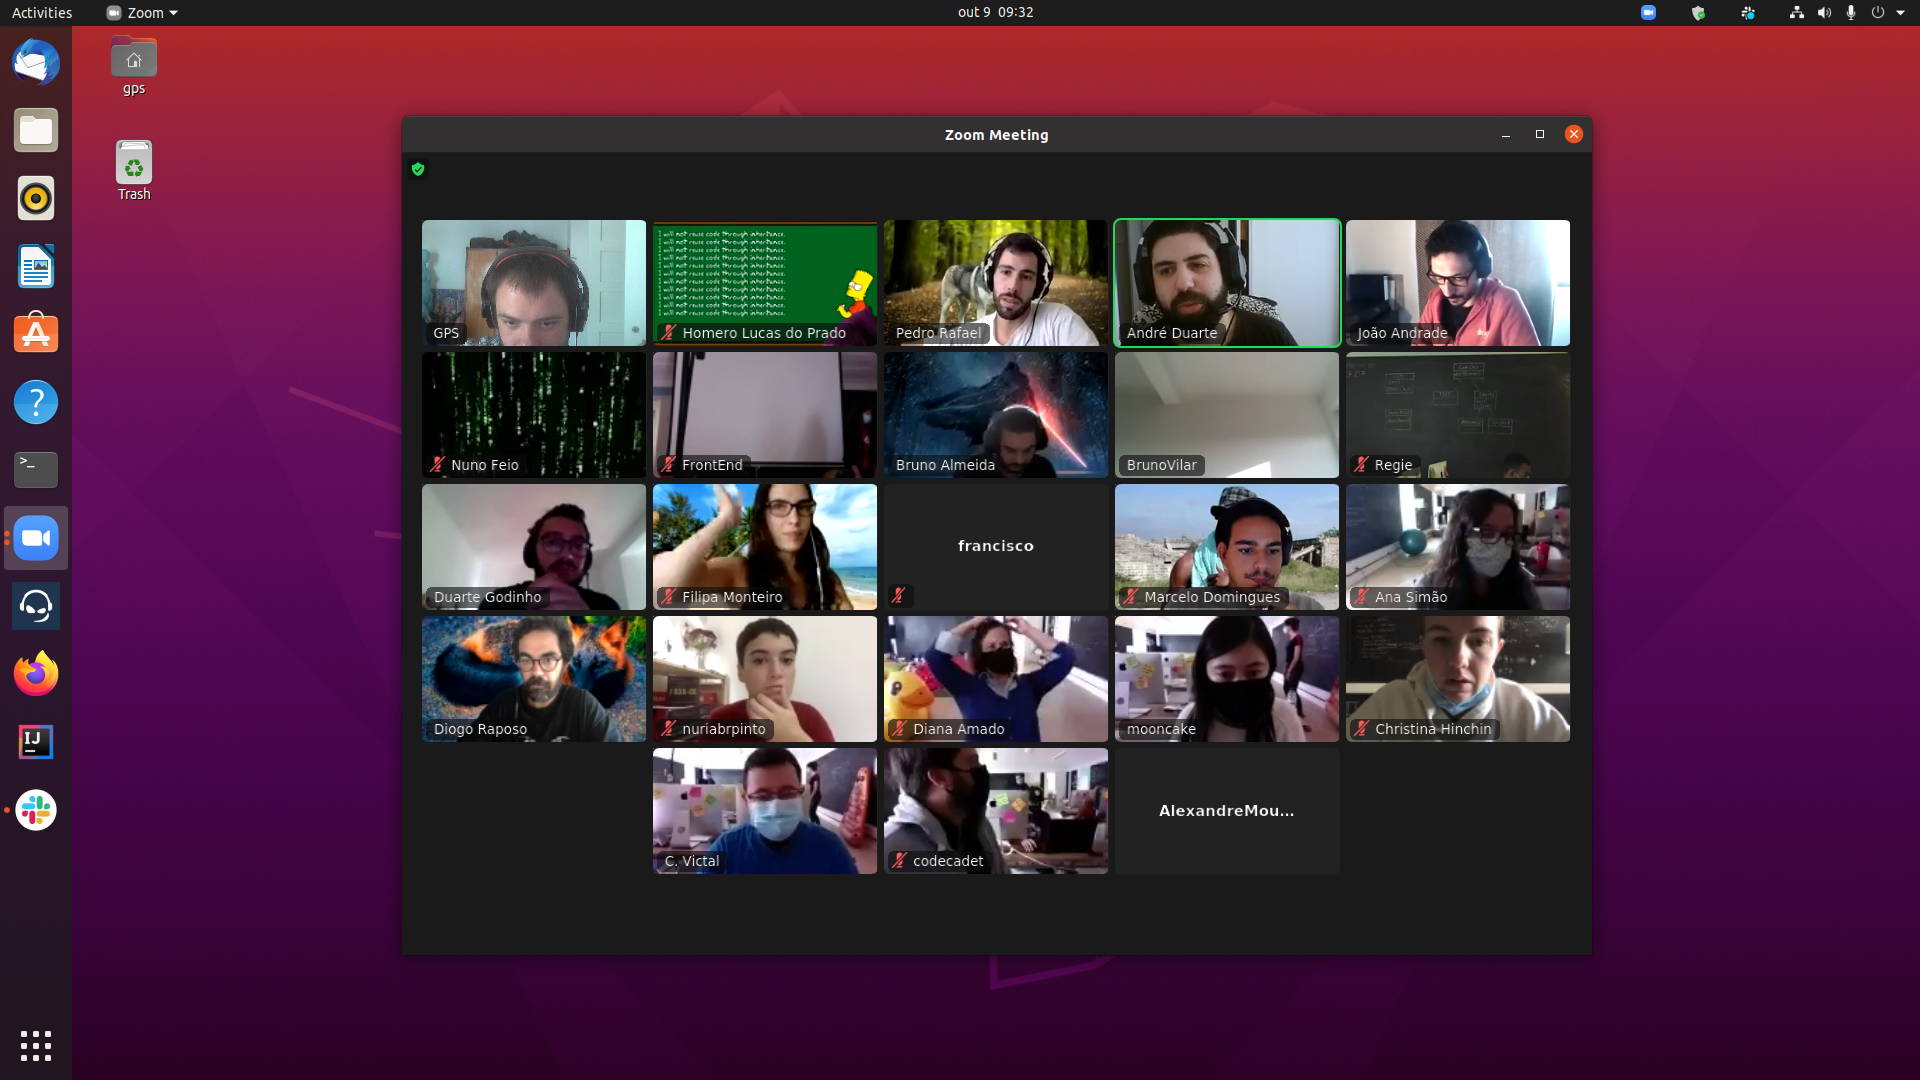 Activities
Zoom
out 9 09:32
gps
Trash
Zoom Meeting
I will not reuse code through inheritance.
I will not reuse code through inheritance.
I will not reuse code through inheritance.
I will not reuse code through inheritance.
I will not reuse code through inheritance.
I will not reuse code through inheritance.
I will not reuse code through inheritance.
I will not reuse code through inheritance.
I will not reuse code through inheritance.
I will not reuse code through inheritance.
I will not reuse code through inheritance.
GPS
Homero Lucas do Prado
Pedro Rafael
André Duarte
João Andrade
Nuno Feio
FrontEnd
Bruno Almeida
BrunoVilar
Regie
Duarte Godinho
Filipa Monteiro
francisco
Marcelo Domingues
Ana Simão
Diogo Raposo
nuriabrpinto
Diana Amado
mooncake
Christina Hinchin
C. Victal
codecadet
AlexandreMou...
>_
?
IJ